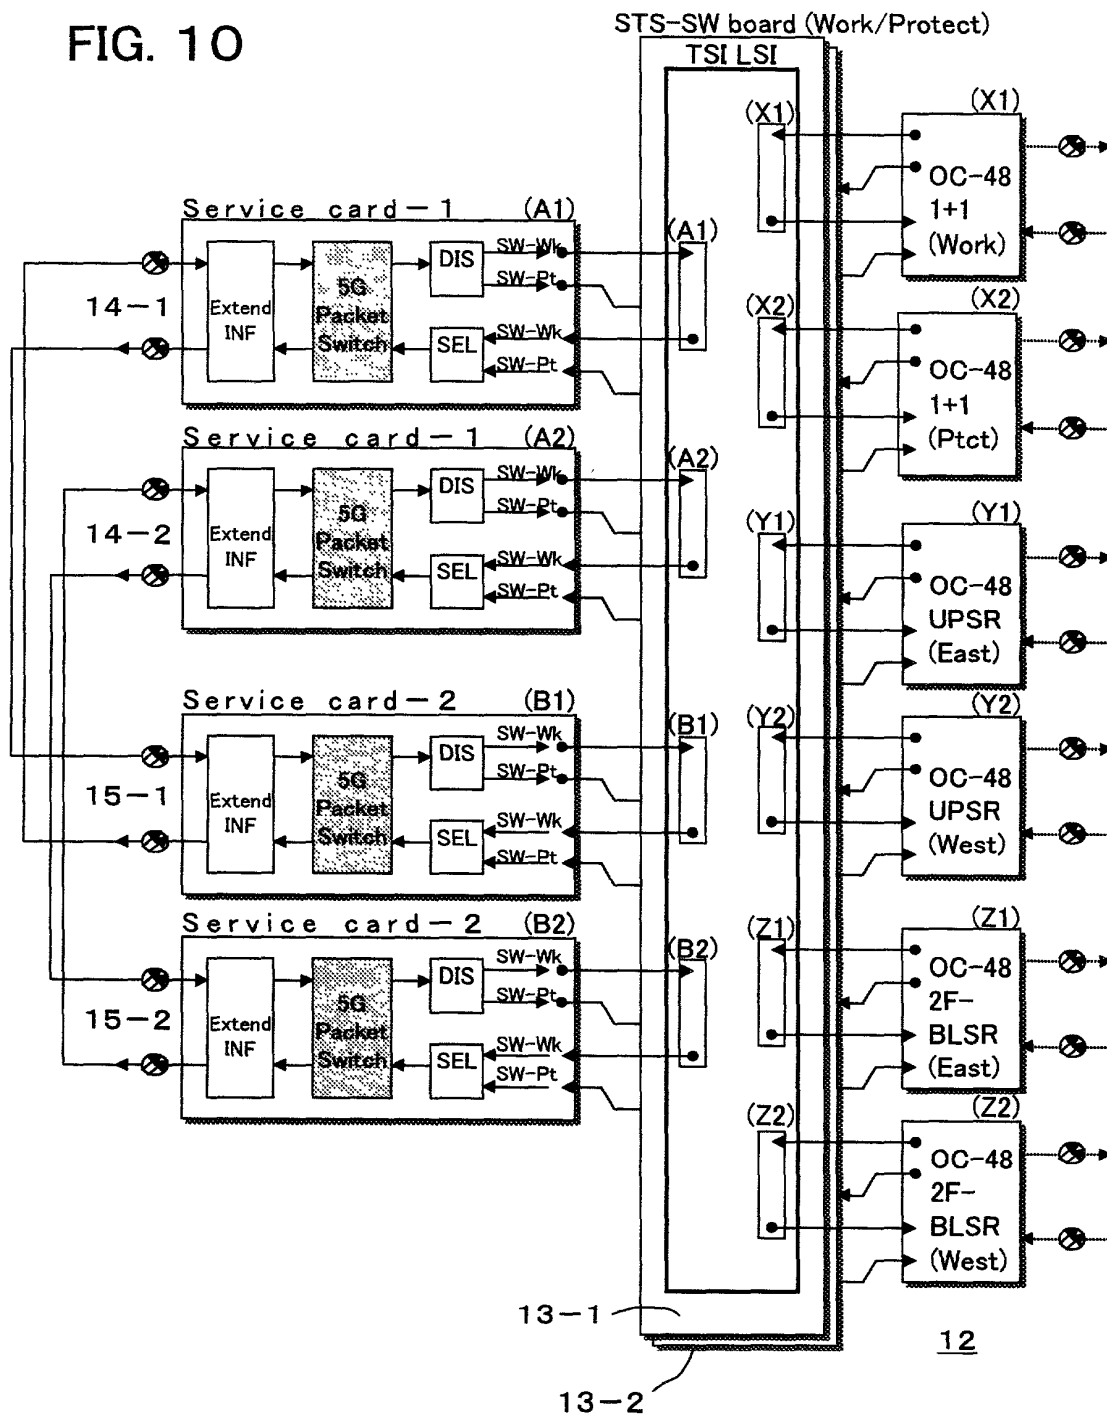 FIG. 10
STS-SW board (Work/Protect)
TSI LSI
(X1)
(X1)
OC-48
1+1
(Work)
Service card-1 (A1)
(A1)
14-1
Extend
INF
5G
Packet
Switch
DIS
SEL
SW-Wk
SW-Pt
SW-Wk
SW-Pt
(X2)
(X2)
OC-48
1+1
(Ptct)
Service card-1 (A2)
(A2)
14-2
Extend
INF
5G
Packet
Switch
DIS
SEL
SW-Wk
SW-Pt
SW-Wk
SW-Pt
(Y1)
(Y1)
OC-48
UPSR
(East)
Service card-2 (B1)
(B1)
15-1
Extend
INF
5G
Packet
Switch
DIS
SEL
SW-Wk
SW-Pt
SW-Wk
SW-Pt
(Y2)
(Y2)
OC-48
UPSR
(West)
Service card-2 (B2)
(B2)
15-2
Extend
INF
5G
Packet
Switch
DIS
SEL
SW-Wk
SW-Pt
SW-Wk
SW-Pt
(Z1)
(Z1)
OC-48
2F-
BLSR
(East)
(Z2)
(Z2)
OC-48
2F-
BLSR
(West)
13-1
13-2
12